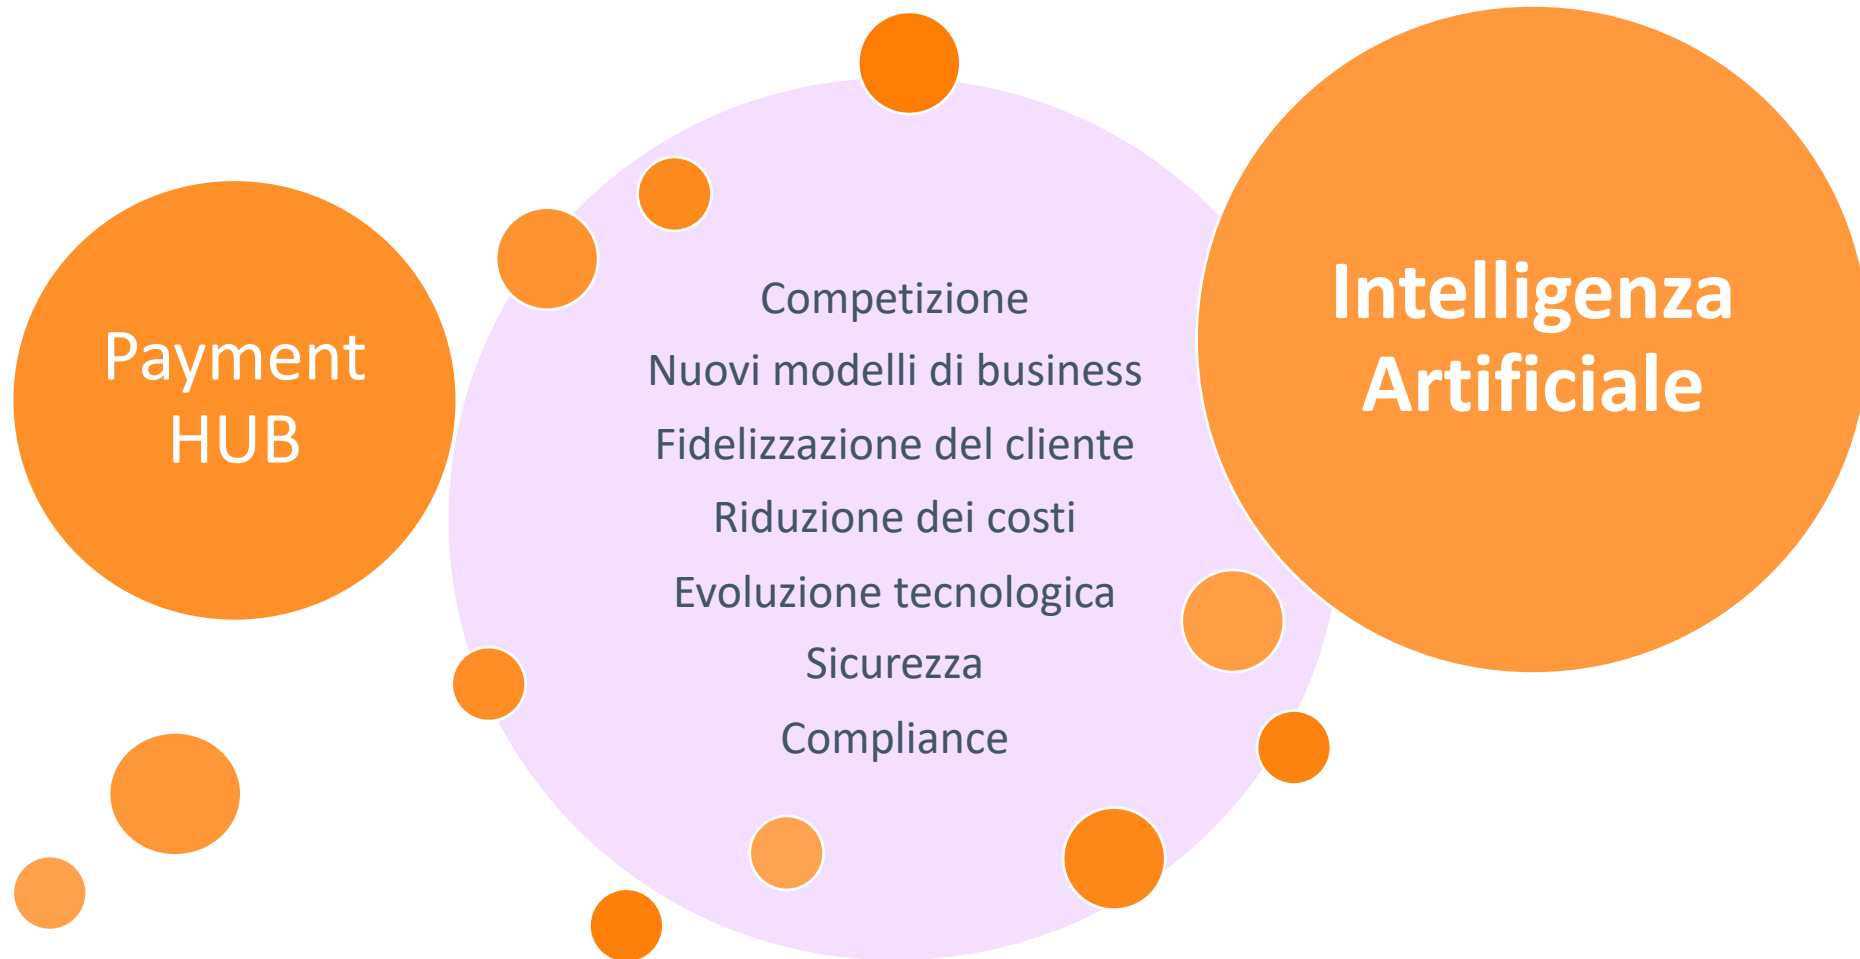 Payment
HUB
Competizione
Nuovi modelli di business
Fidelizzazione del cliente
Riduzione dei costi
Evoluzione tecnologica
Sicurezza
Compliance
Intelligenza
Artificiale